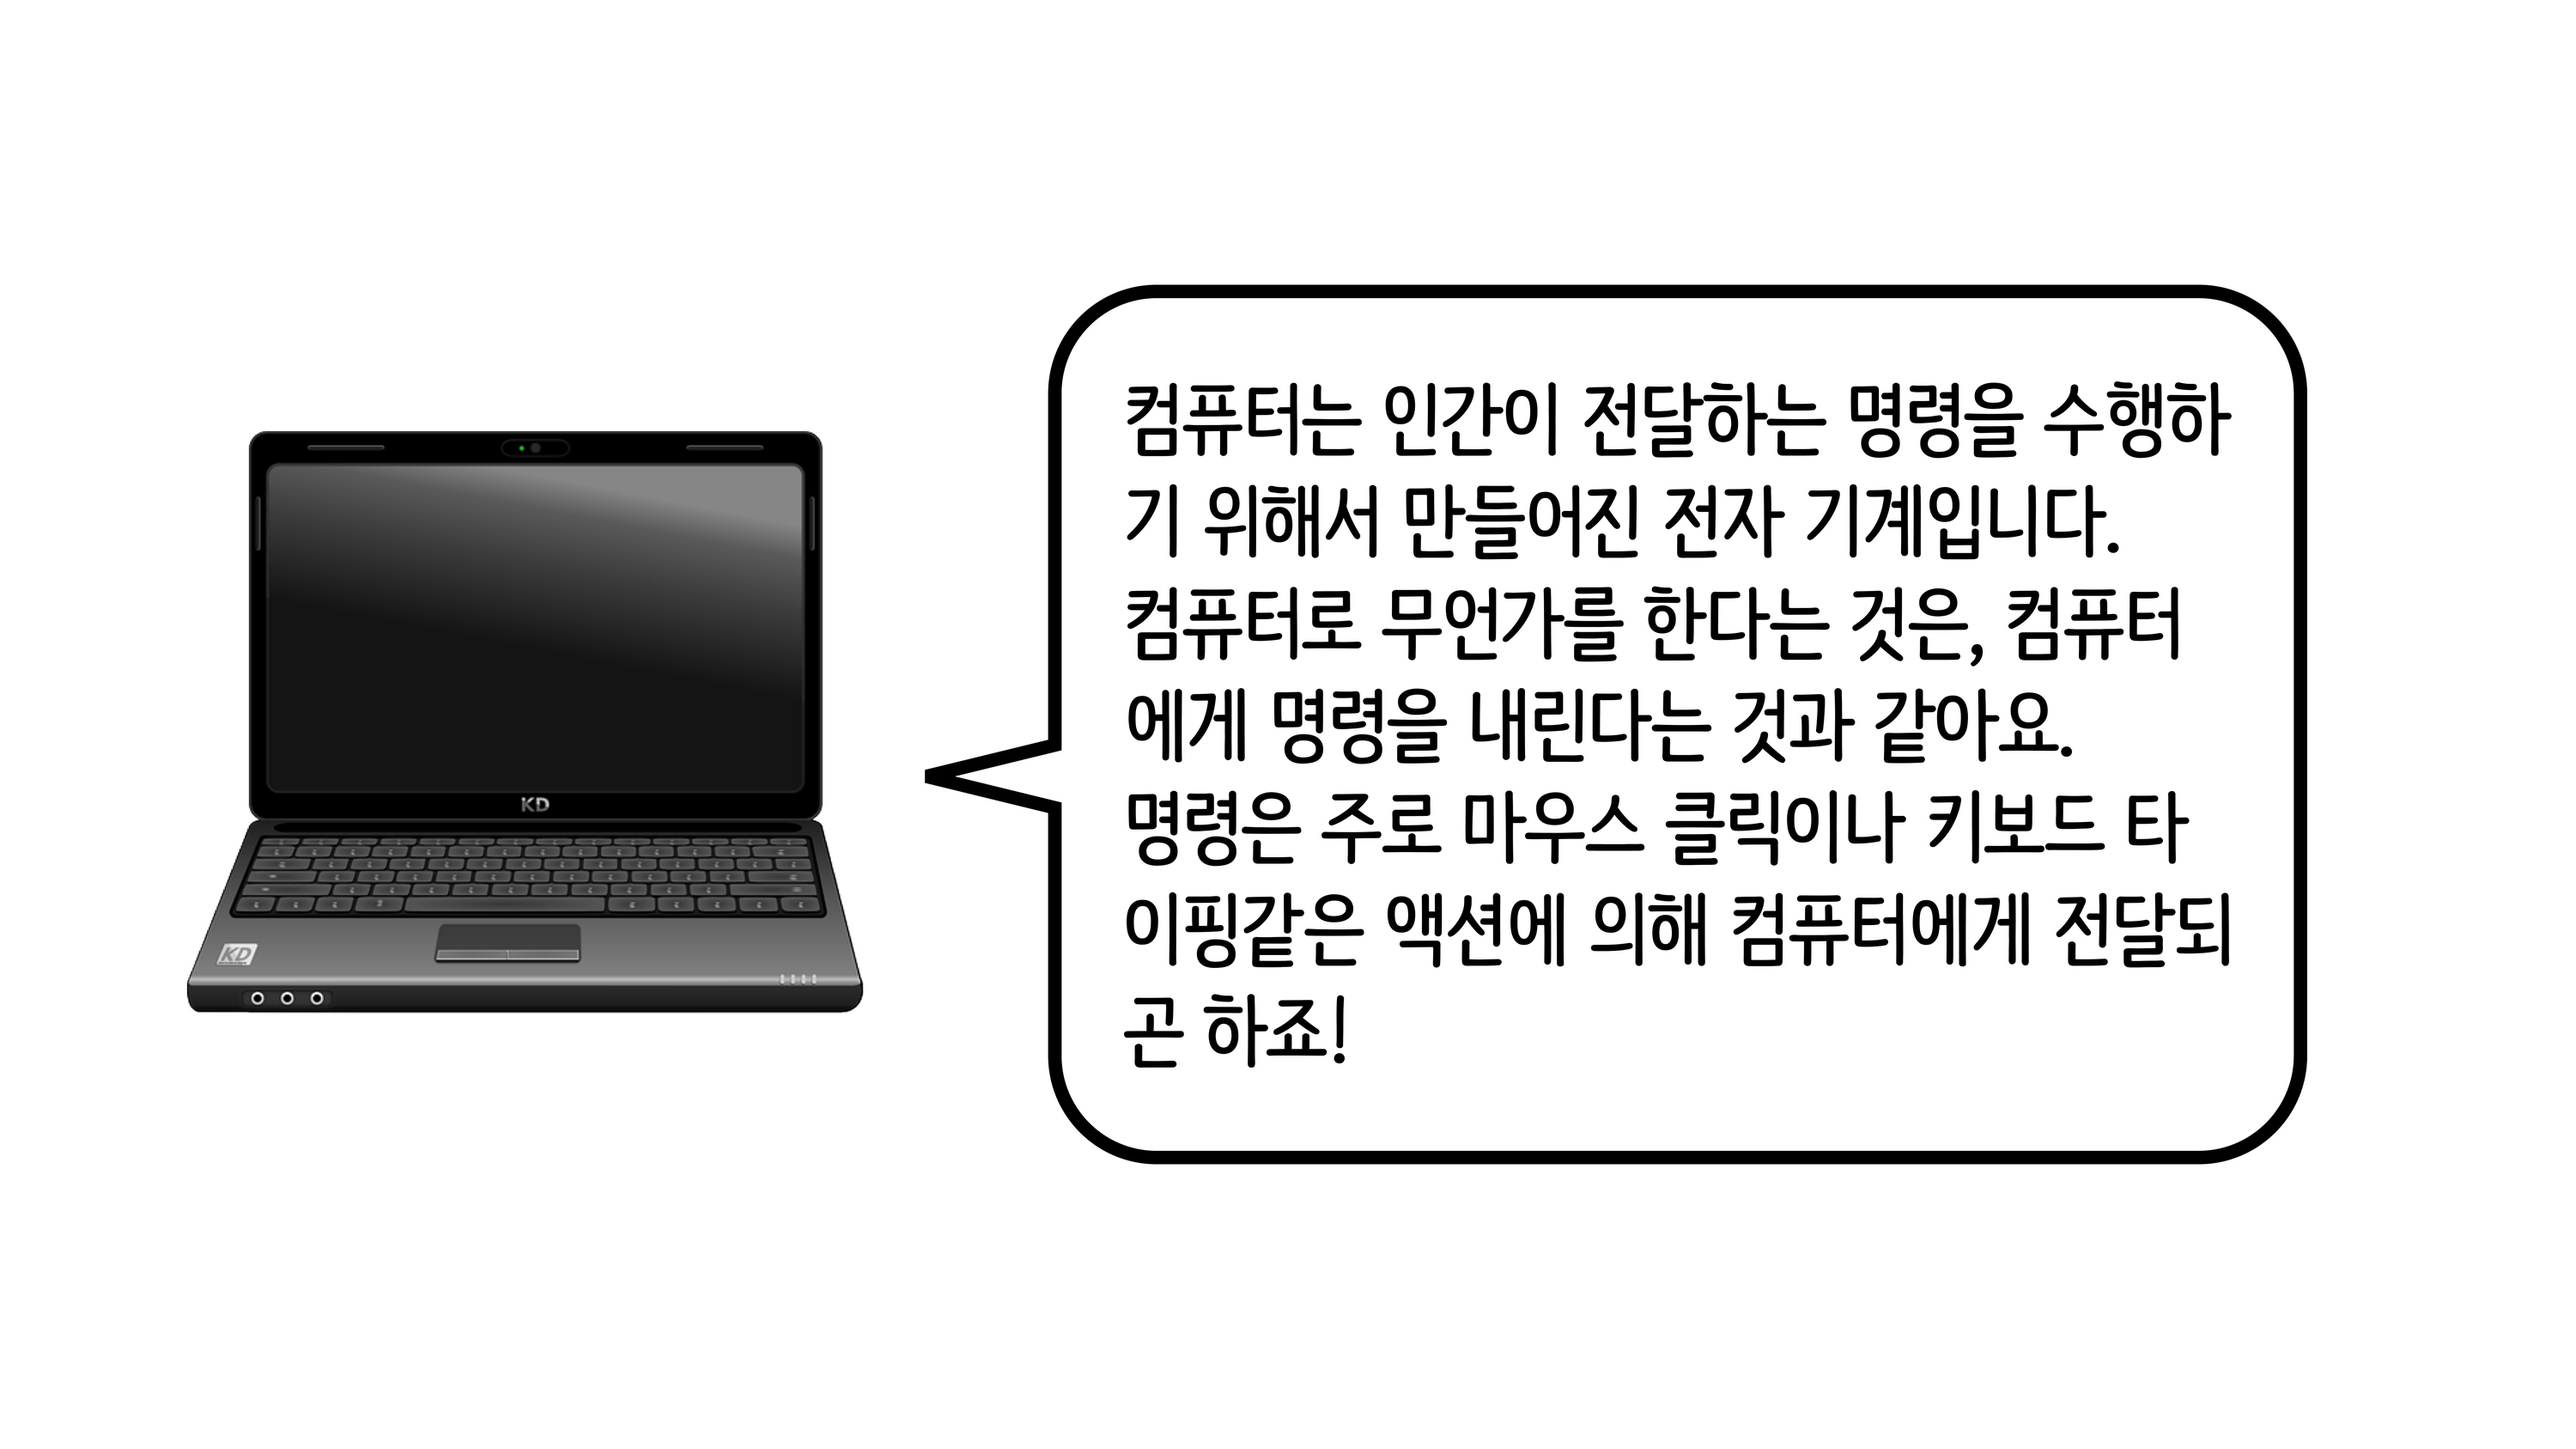 컴퓨터는 인간이 전달하는 명령을 수행하
기 위해서 만들어진 전자 기계입니다.
컴퓨터로 무언가를 한다는 것은, 컴퓨터
에게 명령을 내린다는 것과 같아요.
명령은 주로 마우스 클릭이나 키보드 타
이핑같은 액션에 의해 컴퓨터에게 전달되
곤 하죠!
KD
KD